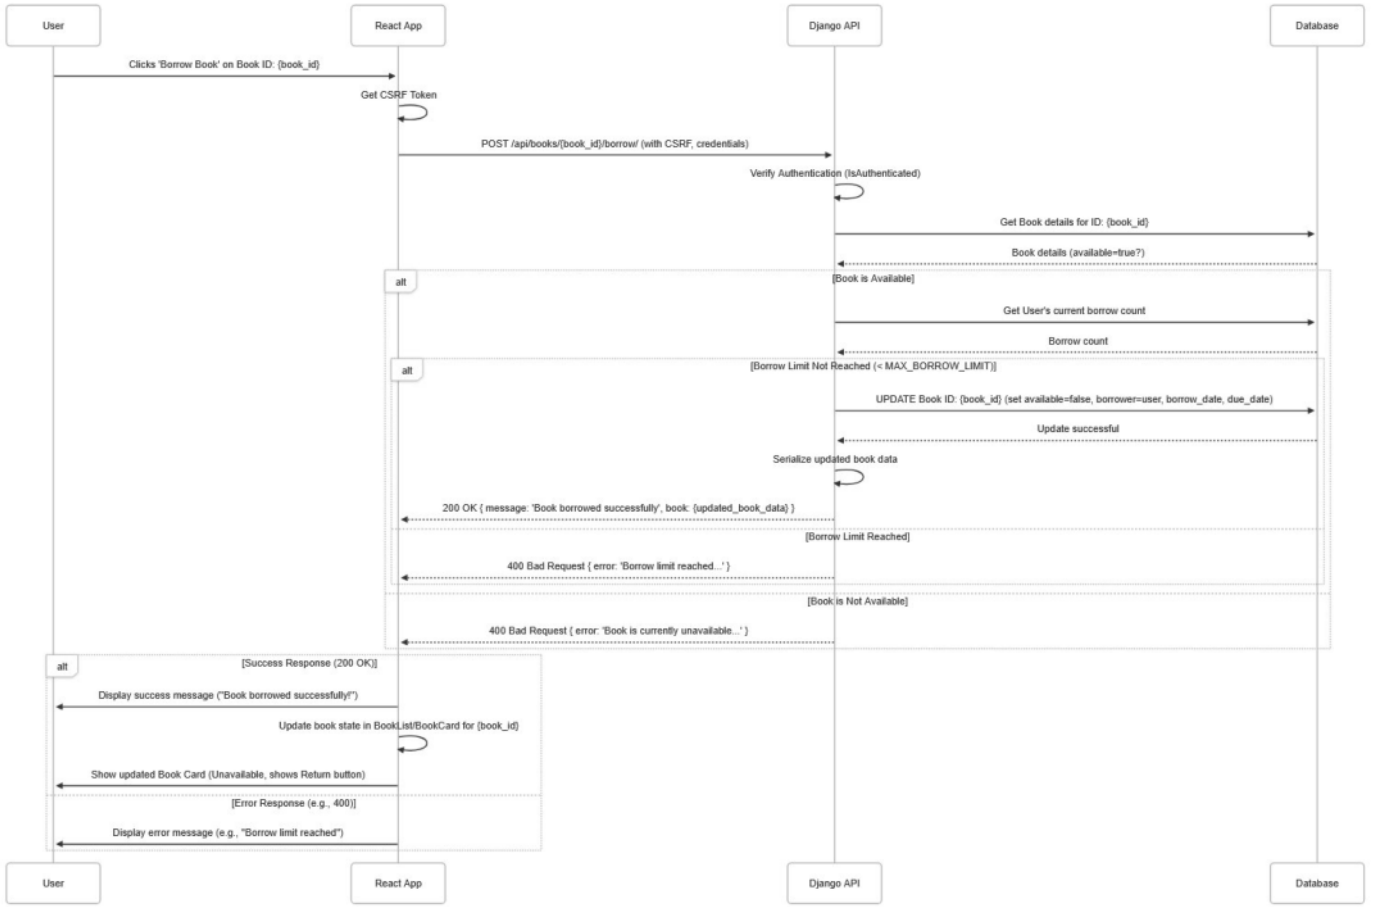 User
React App
Django API
Database
Clicks 'Borrow Book' on Book ID: {book_id}
Get CSRF Token
POST /api/books/{book_id}/borrow/ (with CSRF, credentials)
Verify Authentication (IsAuthenticated)
Get Book details for ID: {book_id}
Book details (available=true?)
alt
[Book is Available]
Get User's current borrow count
Borrow count
alt
[Borrow Limit Not Reached (< MAX_BORROW_LIMIT)]
UPDATE Book ID: {book_id} (set available=false, borrower=user, borrow_date, due_date)
Update successful
Serialize updated book data
200 OK { message: 'Book borrowed successfully', book: {updated_book_data} }
[Borrow Limit Reached]
400 Bad Request { error: 'Borrow limit reached...' }
[Book is Not Available]
400 Bad Request { error: 'Book is currently unavailable...' }
alt
[Success Response (200 OK)]
Display success message ("Book borrowed successfully!")
Update book state in BookList/BookCard for {book_id}
Show updated Book Card (Unavailable, shows Return button)
[Error Response (e.g., 400)]
Display error message (e.g., "Borrow limit reached")
User
React App
Django API
Database